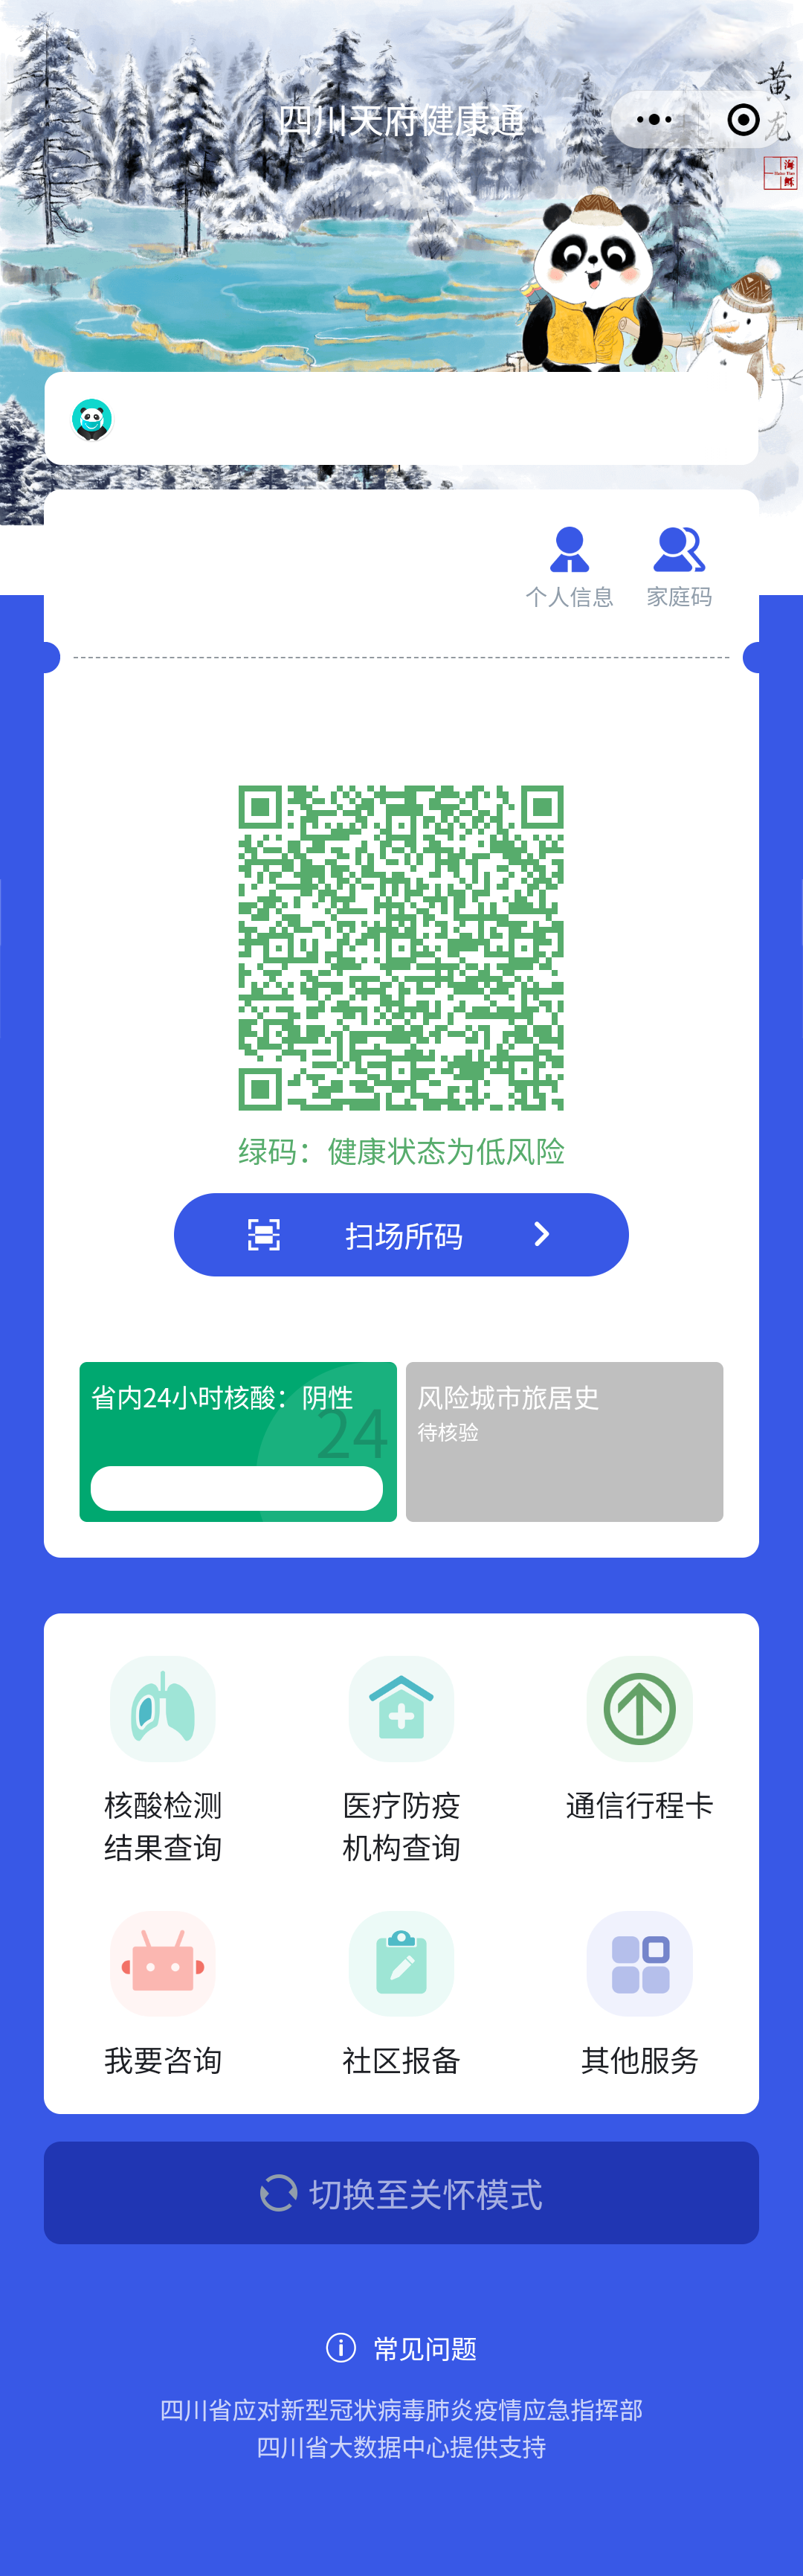 四川天府健康通
黄
龙
个人信息
家庭码
绿码：健康状态为低风险
扫场所码
省内24小时核酸：阴性
24
风险城市旅居史
待核验
核酸检测
结果查询
医疗防疫
机构查询
通信行程卡
我要咨询
社区报备
其他服务
切换至关怀模式
常见问题
四川省应对新型冠状病毒肺炎疫情应急指挥部
四川省大数据中心提供支持